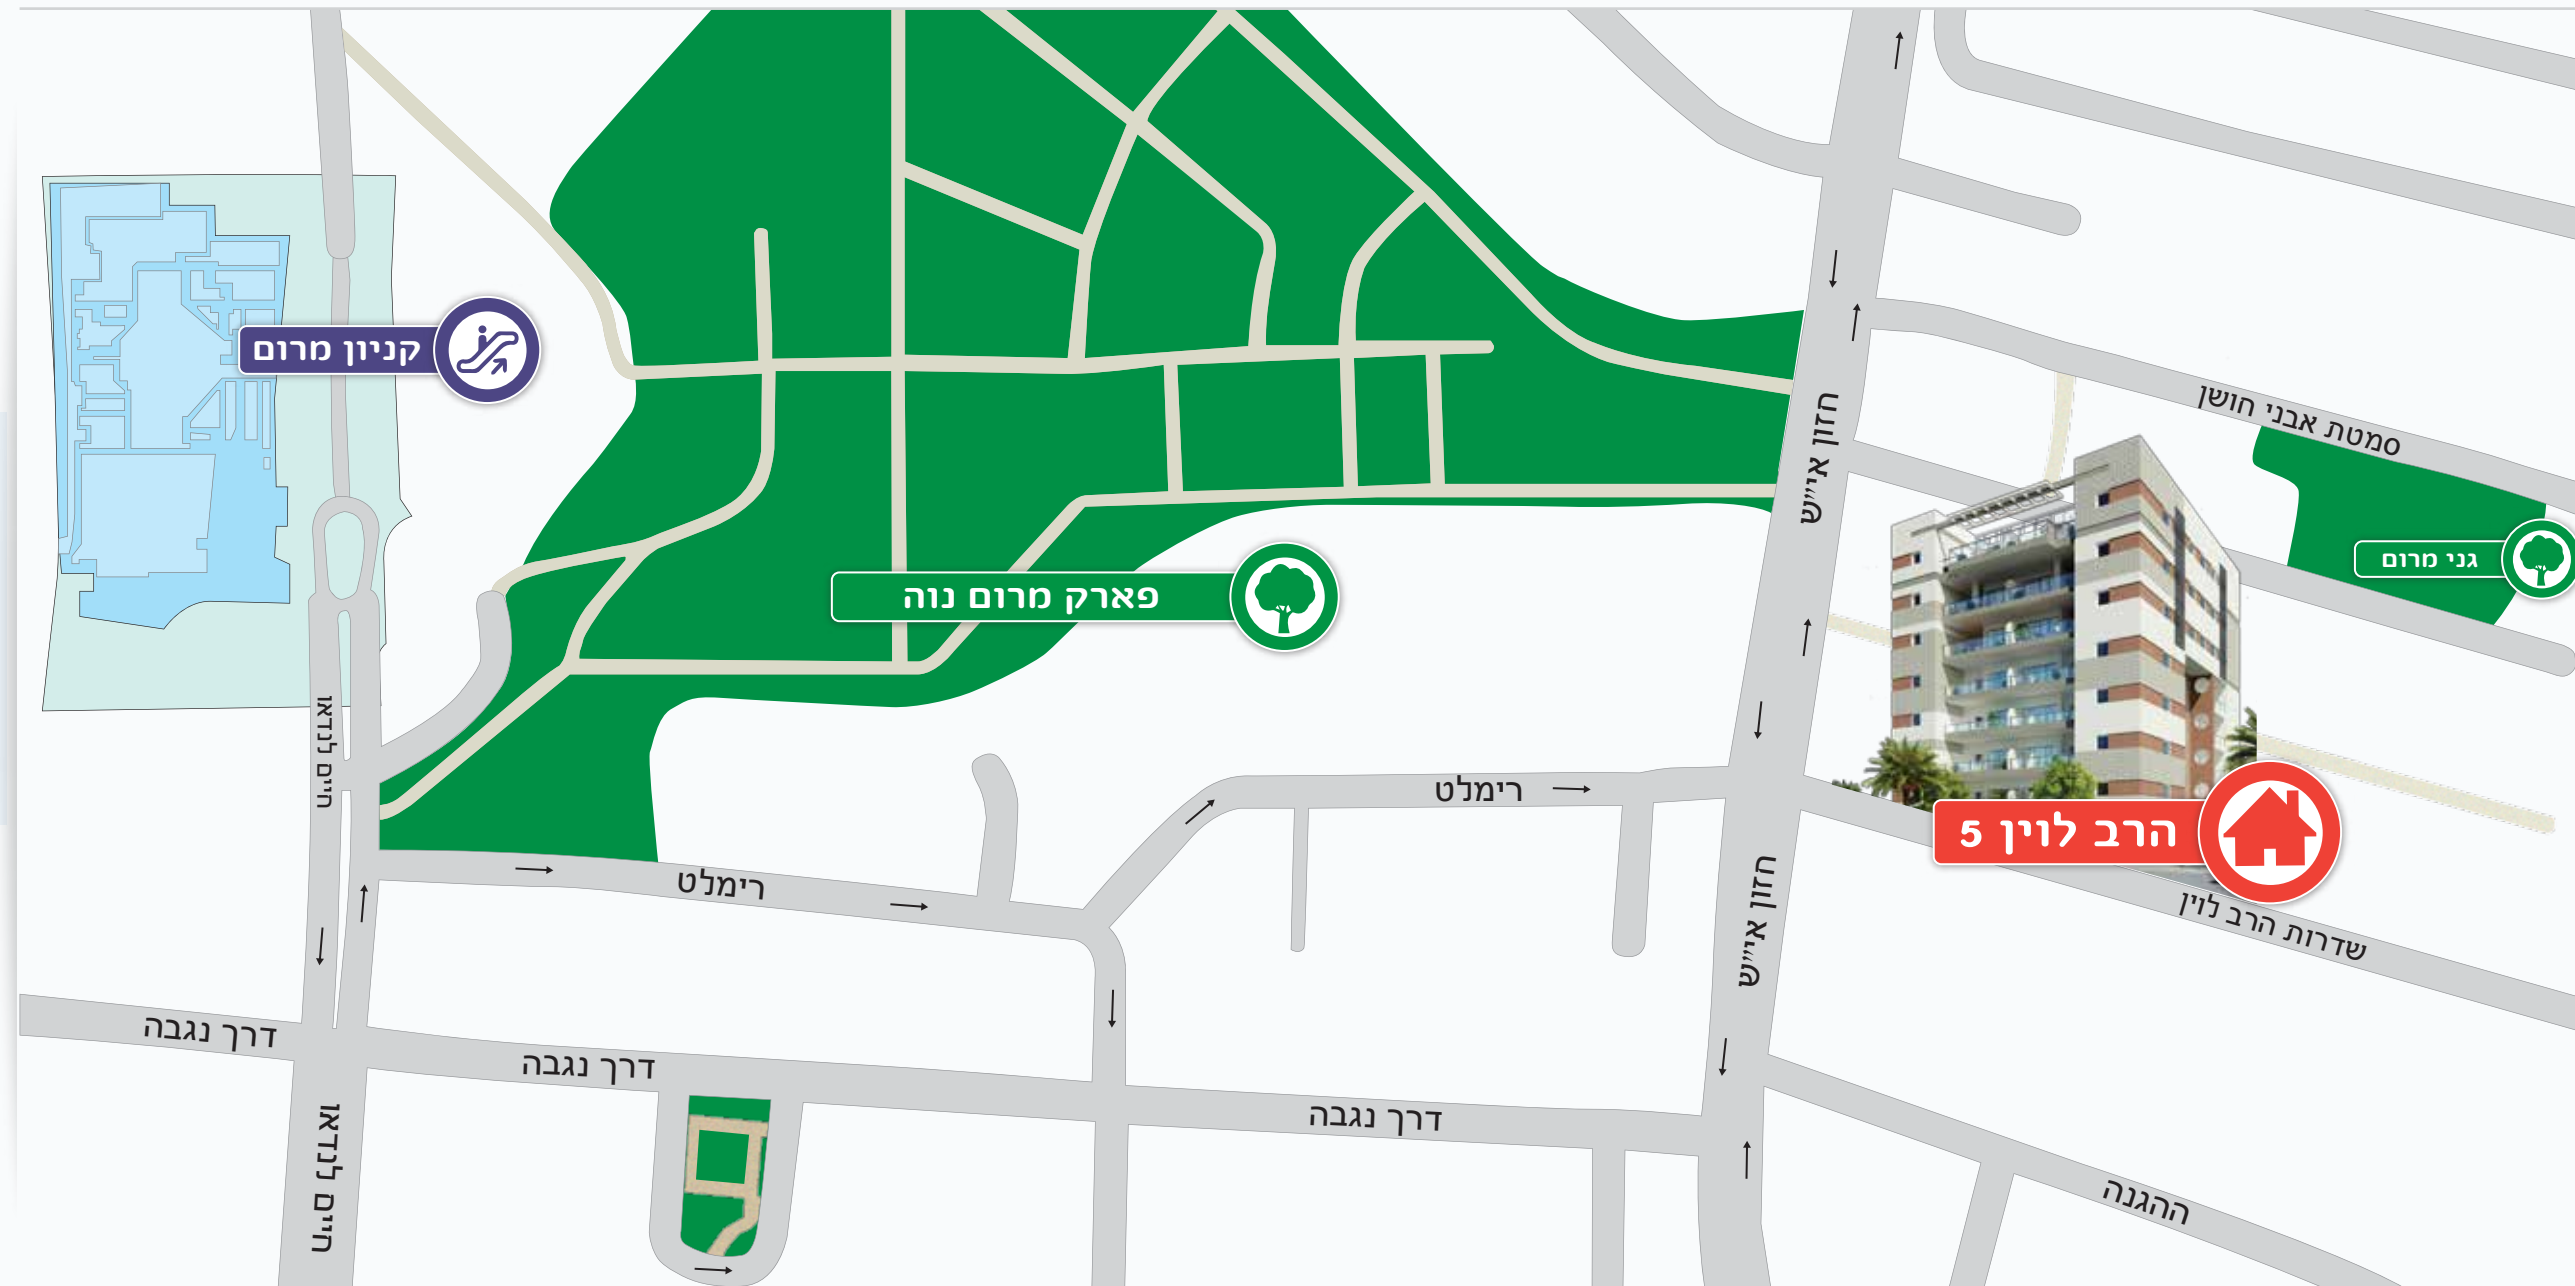 קניון מרום
פארק מרום נוה
חזון אי״ש
סמטת אבני חושן
גני מרום
חיים לנדאו
רימלט
הרב לוין 5
רימלט
חזון אי״ש
שדרות הרב לוין
דרך נגבה
דרך נגבה
דרך נגבה
חיים לנדאו
ההגנה